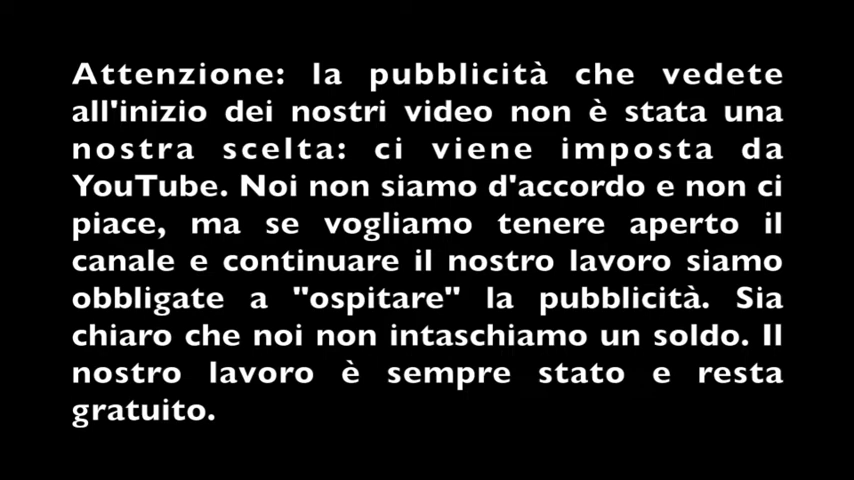 Attenzione: la pubblicità che vedete
all'inizio dei nostri video non è stata una
nostra scelta: ci viene imposta da
YouTube. Noi non siamo d'accordo e non ci
piace, ma se vogliamo tenere aperto il
canale e continuare il nostro lavoro siamo
obbligate a "ospitare" la pubblicità. Sia
chiaro che noi non intaschiamo un soldo. Il
nostro lavoro è sempre stato e resta
gratuito.